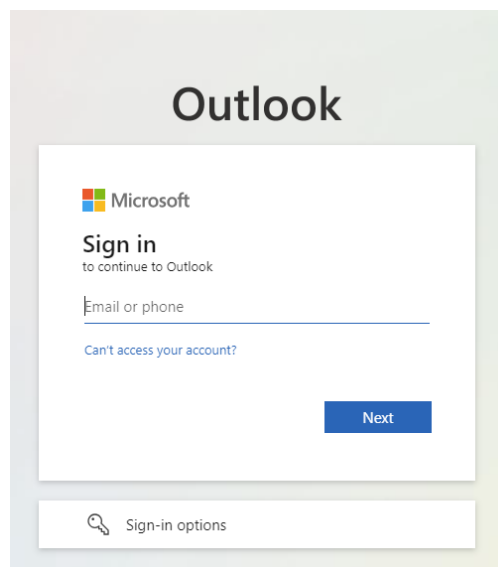 Outlook
Microsoft
Sign in
to continue to Outlook
Email or phone
Can't access your account?
Next
Sign-in options